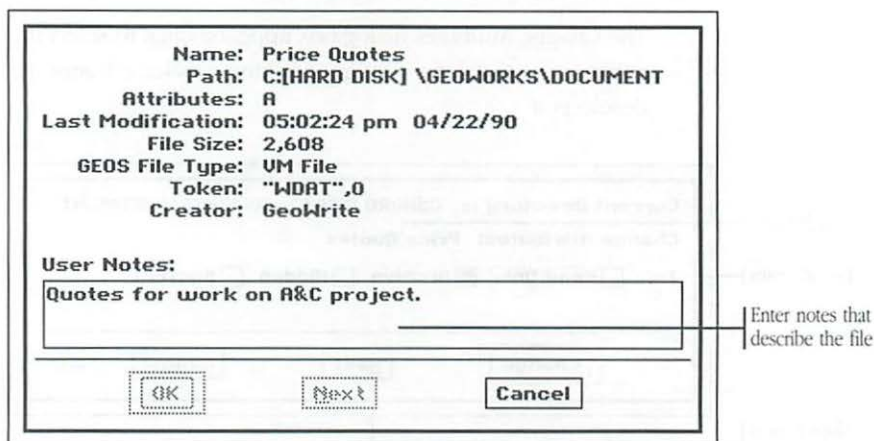 Name: Price Quotes
Path: C:[HARD DISK] \GEOWORKS\DOCUMENT
Attributes: A
Last Modification: 05:02:24 pm 04/22/90
File Size: 2,608
GEOS File Type: VM File
Token: "WDAT",0
Creator: GeoWrite
User Notes:
Quotes for work on A&C project.
Enter notes that
describe the file
OK Next Cancel